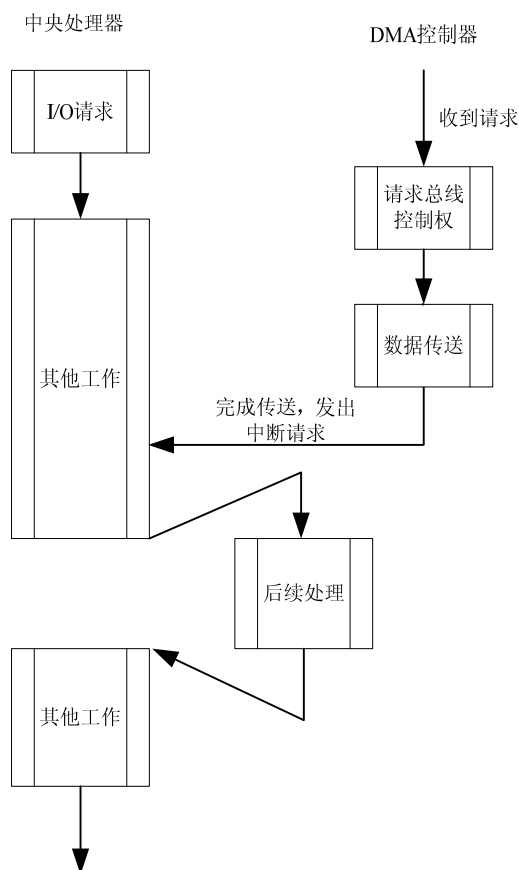 中央处理器
DMA控制器
I/O请求
收到请求
请求总线
控制权
数据传送
其他工作
完成传送，发出
中断请求
后续处理
其他工作